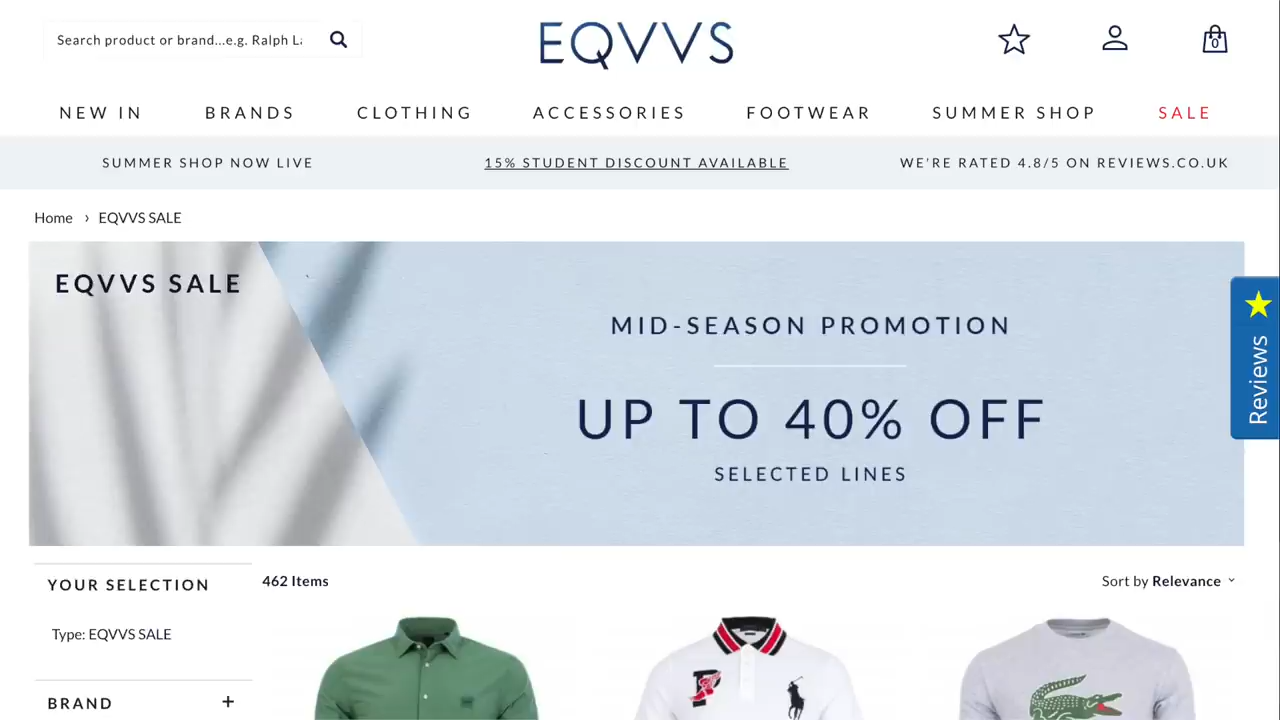 Search product or brand...e.g. Ralph La
EQVVS
0
NEW IN
BRANDS
CLOTHING
ACCESSORIES
FOOTWEAR
SUMMER SHOP
SALE
SUMMER SHOP NOW LIVE
15% STUDENT DISCOUNT AVAILABLE
WE'RE RATED 4.8/5 ON REVIEWS.CO.UK
Home › EQVVS SALE
EQVVS SALE
MID-SEASON PROMOTION
UP TO 40% OFF
SELECTED LINES
Reviews
YOUR SELECTION
462 Items
Sort by Relevance
Type: EQVVS SALE
BRAND +
P